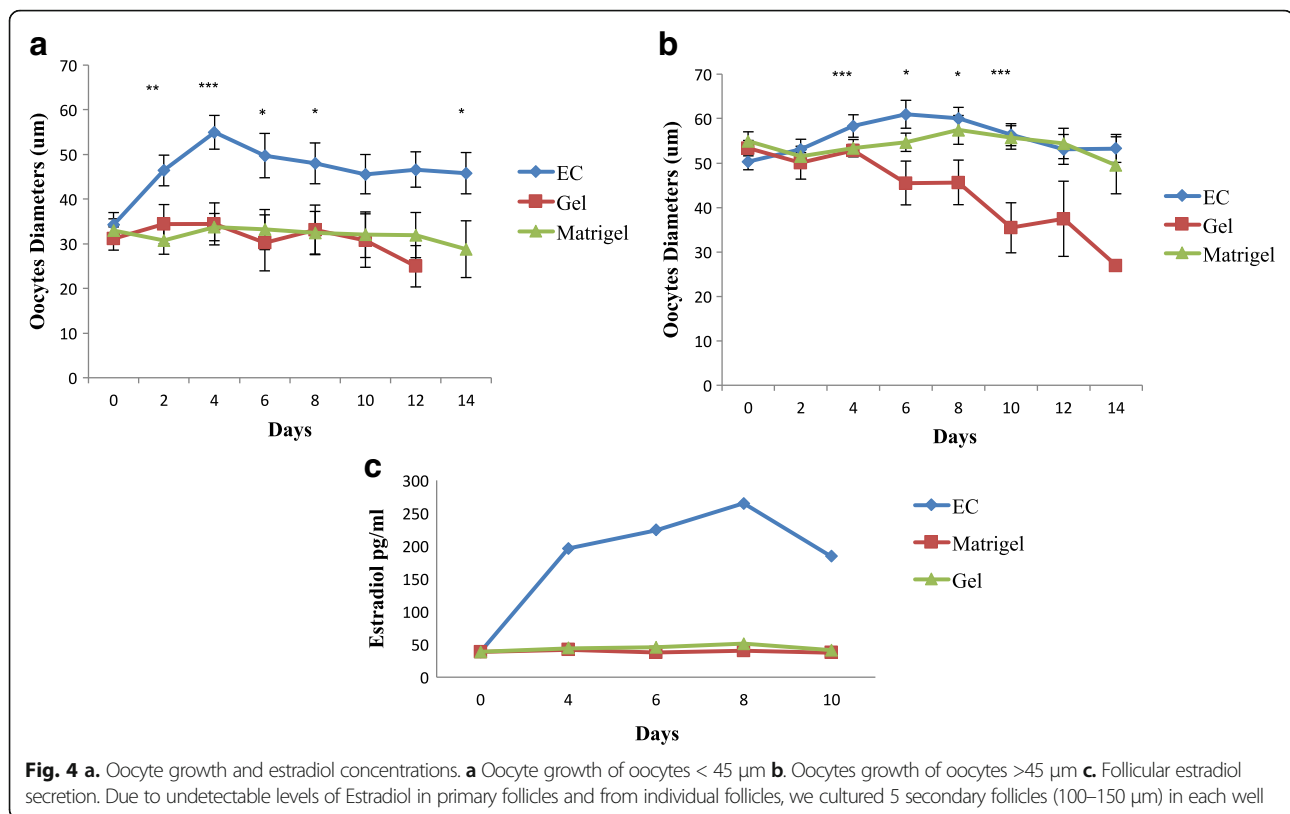 a
70
60
50
40
30
20
10
0
Oocytes Diameters (um)
** *** * * *
0 2 4 6 8 10 12 14
Days
EC
Gel
Matrigel
b
70
60
50
40
30
20
10
0
Oocytes Diameters (um)
*** * * ***
0 2 4 6 8 10 12 14
Days
EC
Gel
Matrigel
c
300
250
200
150
100
50
0
Estradiol pg/ml
0 4 6 8 10
Days
EC
Matrigel
Gel
Fig. 4 a. Oocyte growth and estradiol concentrations. a Oocyte growth of oocytes < 45 μm b. Oocytes growth of oocytes >45 μm c. Follicular estradiol
secretion. Due to undetectable levels of Estradiol in primary follicles and from individual follicles, we cultured 5 secondary follicles (100–150 μm) in each well